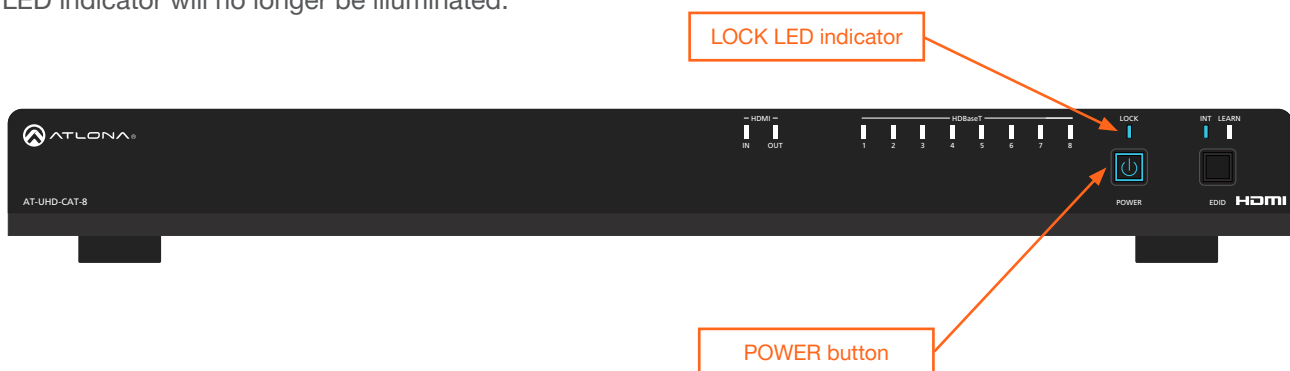 LED indicator will no longer be illuminated.
LOCK LED indicator
ATLONA®
HDMI
IN OUT
HDBaseT
1 2 3 4 5 6 7 8
LOCK
INT LEARN
AT-UHD-CAT-8
POWER
EDID HDMI
POWER button